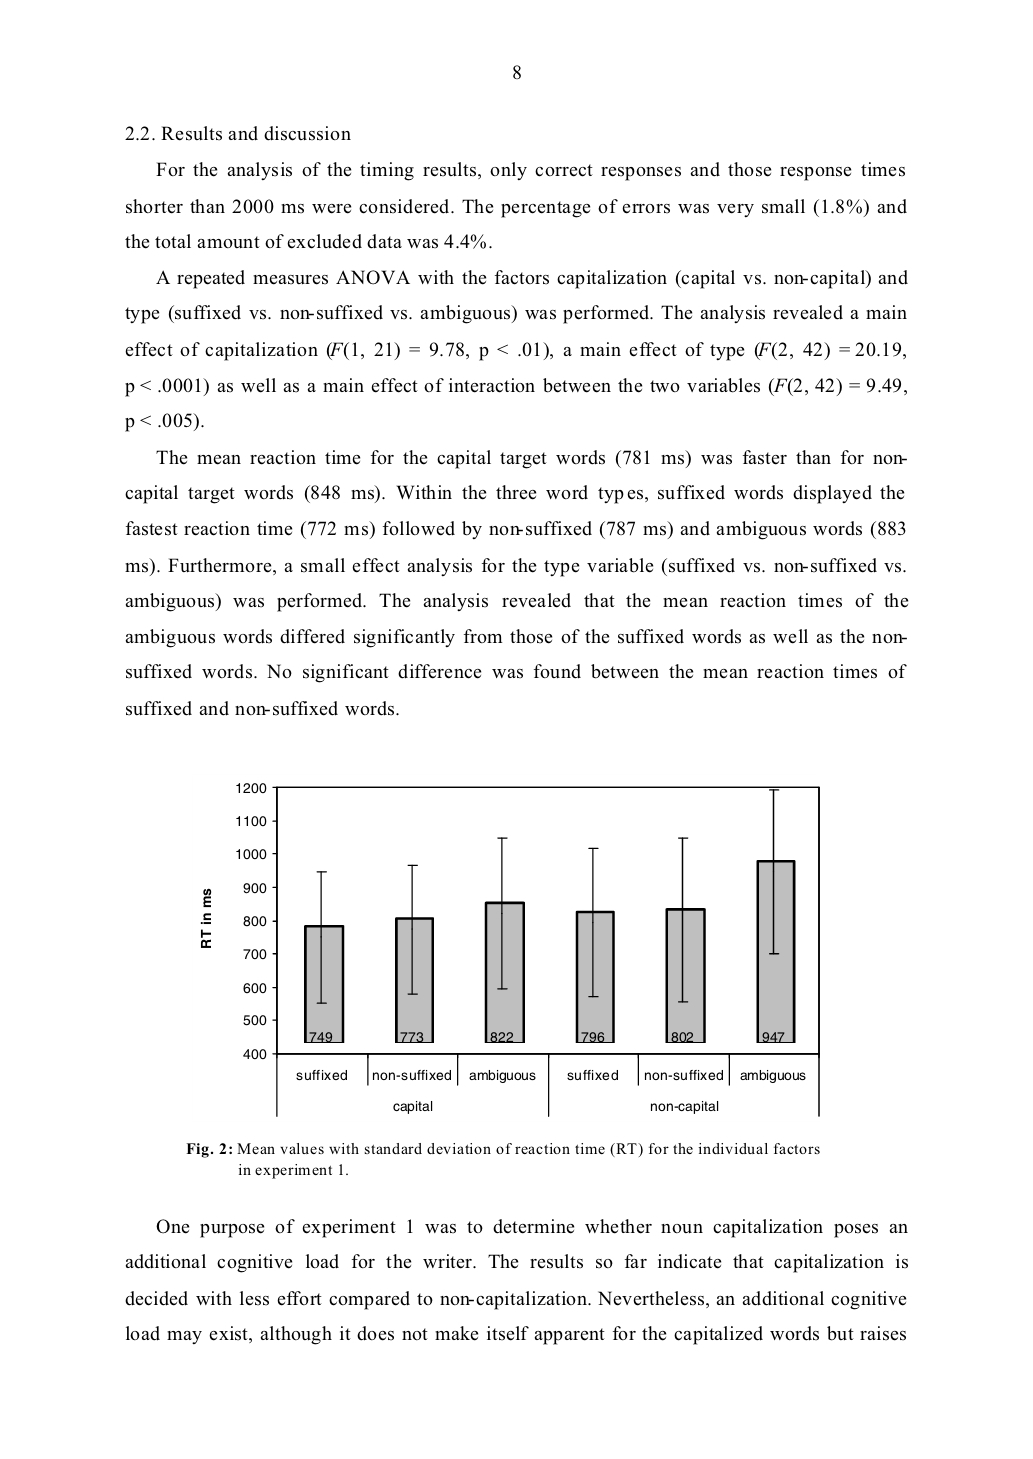 8
2.2. Results and discussion
For the analysis of the timing results, only correct responses and those response times
shorter than 2000 ms were considered. The percentage of errors was very small (1.8%) and
the total amount of excluded data was 4.4%.
A repeated measures ANOVA with the factors capitalization (capital vs. non-capital) and
type (suffixed vs. non-suffixed vs. ambiguous) was performed. The analysis revealed a main
effect of capitalization (F(1, 21) = 9.78, p < .01), a main effect of type (F(2, 42) = 20.19,
p < .0001) as well as a main effect of interaction between the two variables (F(2, 42) = 9.49,
p < .005).
The mean reaction time for the capital target words (781 ms) was faster than for non-
capital target words (848 ms). Within the three word types, suffixed words displayed the
fastest reaction time (772 ms) followed by non-suffixed (787 ms) and ambiguous words (883
ms). Furthermore, a small effect analysis for the type variable (suffixed vs. non-suffixed vs.
ambiguous) was performed. The analysis revealed that the mean reaction times of the
ambiguous words differed significantly from those of the suffixed words as well as the non-
suffixed words. No significant difference was found between the mean reaction times of
suffixed and non-suffixed words.
1200
1100
1000
900
800
700
600
500
400
RT in ms
749 773 822 796 802 947
suffixed non-suffixed ambiguous suffixed non-suffixed ambiguous
capital non-capital
Fig. 2: Mean values with standard deviation of reaction time (RT) for the individual factors
in experiment 1.
One purpose of experiment 1 was to determine whether noun capitalization poses an
additional cognitive load for the writer. The results so far indicate that capitalization is
decided with less effort compared to non-capitalization. Nevertheless, an additional cognitive
load may exist, although it does not make itself apparent for the capitalized words but raises